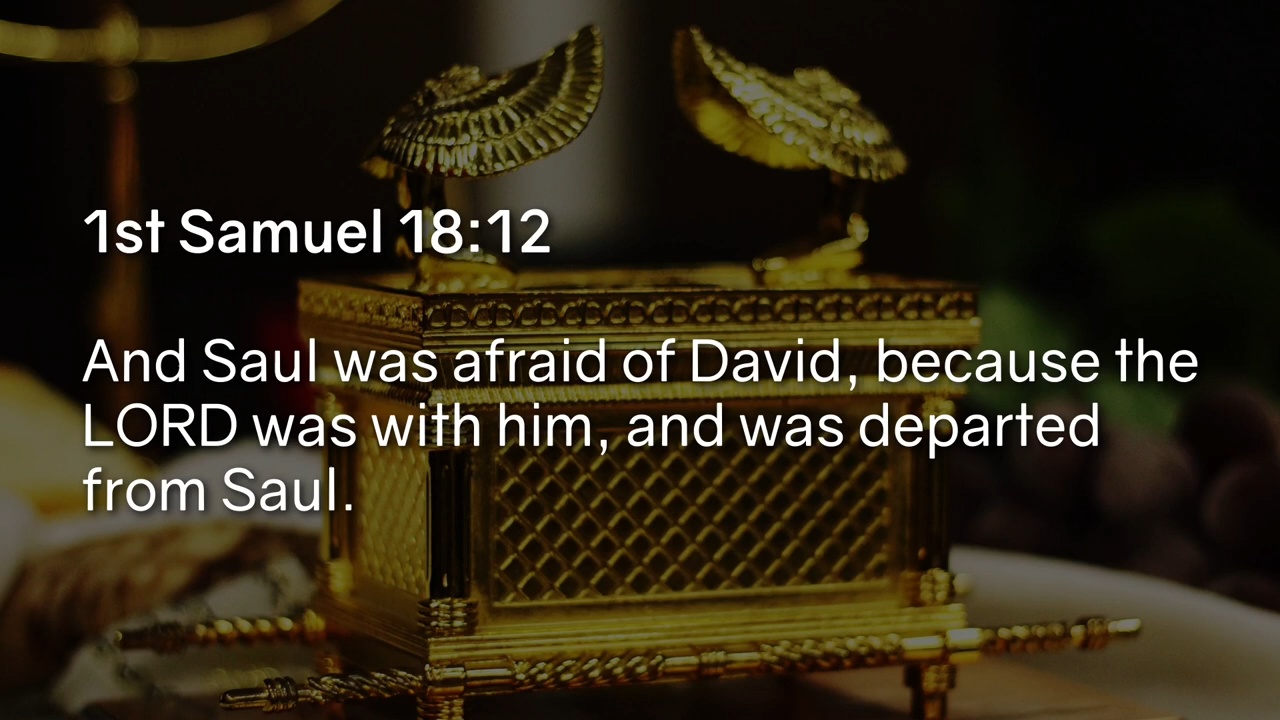 1st Samuel 18:12
And Saul was afraid of David, because the
LORD was with him, and was departed
from Saul.